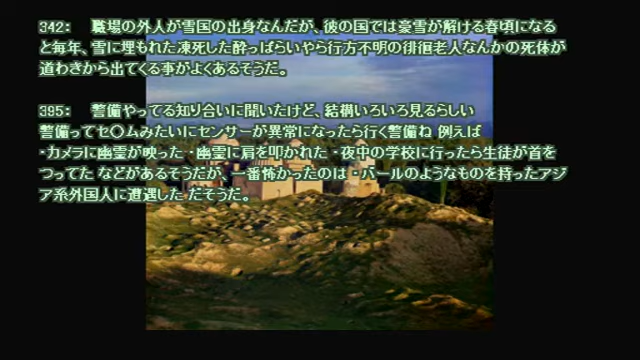 342:　職場の外人が雪国の出身なんだが、彼の国では豪雪が解ける春頃になる
と毎年、雪に埋もれた凍死した酔っぱらいやら行方不明の徘徊老人なんかの死体が
道わきから出てくる事がよくあるそうだ。
395:　警備やってる知り合いに聞いたけど、結構いろいろ見るらしい
警備ってセ〇ムみたいにセンサーが異常になったら行く警備ね 例えば
・カメラに幽霊が映った ・幽霊に肩を叩かれた ・夜中の学校に行ったら生徒が首を
つってた などがあるそうだが、一番怖かったのは ・バールのようなものを持ったアジ
ア系外国人に遭遇した だそうだ。